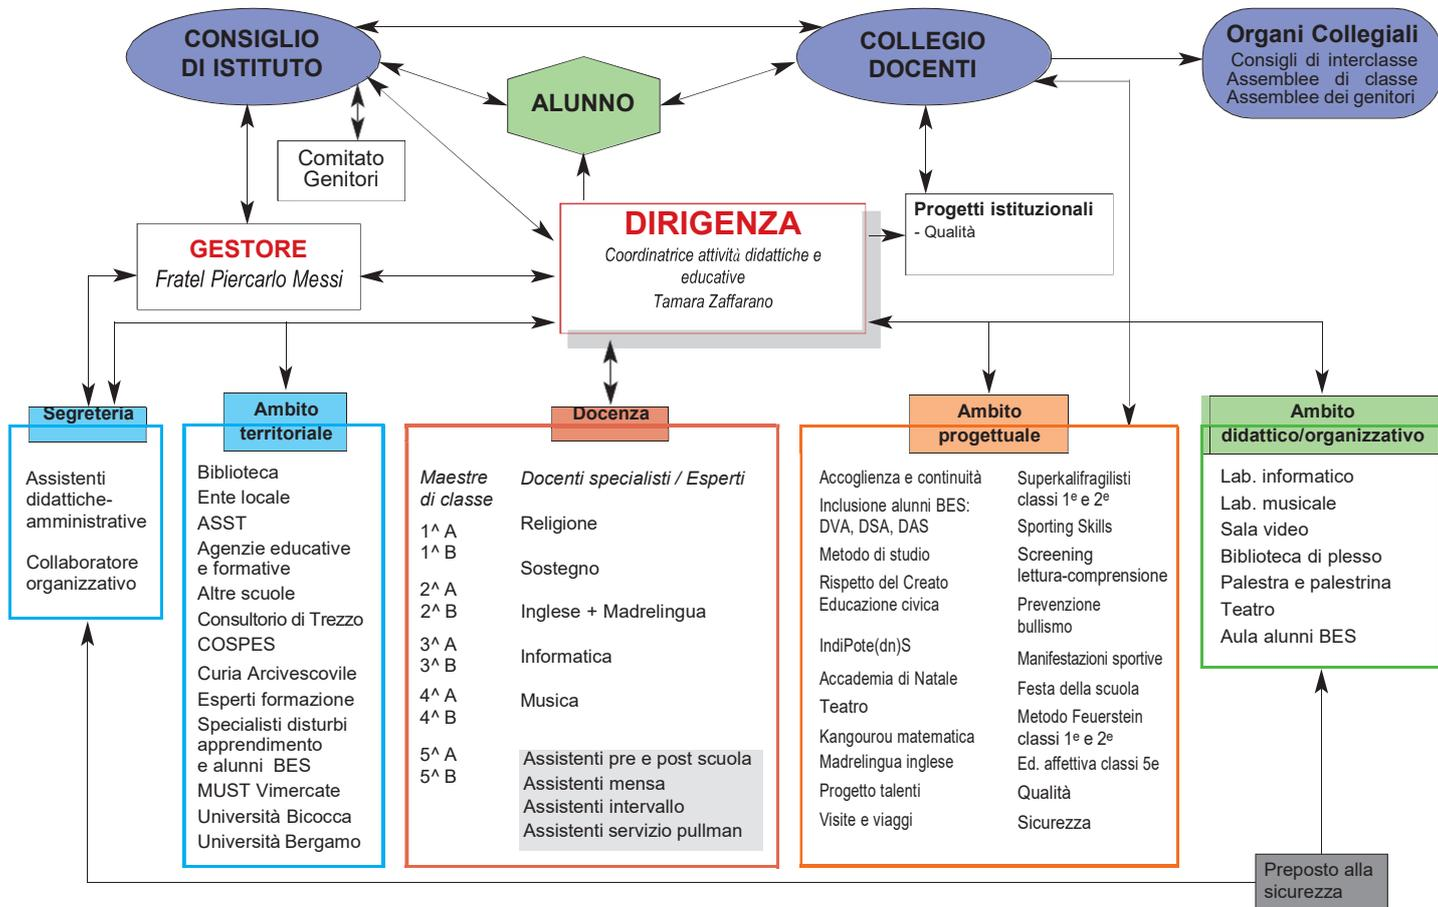 CONSIGLIO
DI ISTITUTO
COLLEGIO
DOCENTI
Organi Collegiali
Consigli di interclasse
Assemblee di classe
Assemblee dei genitori
ALUNNO
Comitato
Genitori
DIRIGENZA
Coordinatrice attività didattiche e
educative
Tamara Zaffarano
Progetti istituzionali
- Qualità
GESTORE
Fratel Piercarlo Messi
Segreteria
Assistenti
didattiche-
amministrative
Collaboratore
organizzativo
Ambito
territoriale
Biblioteca
Ente locale
ASST
Agenzie educative
e formative
Altre scuole
Consultorio di Trezzo
COSPES
Curia Arcivescovile
Esperti formazione
Specialisti disturbi
apprendimento
e alunni BES
MUST Vimercate
Università Bicocca
Università Bergamo
Docenza
Maestre
di classe
1^ A
1^ B
2^ A
2^ B
3^ A
3^ B
4^ A
4^ B
5^ A
5^ B
Docenti specialisti / Esperti
Religione
Sostegno
Inglese + Madrelingua
Informatica
Musica
Assistenti pre e post scuola
Assistenti mensa
Assistenti intervallo
Assistenti servizio pullman
Ambito
progettuale
Accoglienza e continuità
Inclusione alunni BES:
DVA, DSA, DAS
Metodo di studio
Rispetto del Creato
Educazione civica
IndiPote(dn)S
Accademia di Natale
Teatro
Kangourou matematica
Madrelingua inglese
Progetto talenti
Visite e viaggi
Superkalifragilisti
classi 1ᵉ e 2ᵉ
Sporting Skills
Screening
lettura-comprensione
Prevenzione
bullismo
Manifestazioni sportive
Festa della scuola
Metodo Feuerstein
classi 1ᵉ e 2ᵉ
Ed. affettiva classi 5e
Qualità
Sicurezza
Ambito
didattico/organizzativo
Lab. informatico
Lab. musicale
Sala video
Biblioteca di plesso
Palestra e palestrina
Teatro
Aula alunni BES
Preposto alla
sicurezza